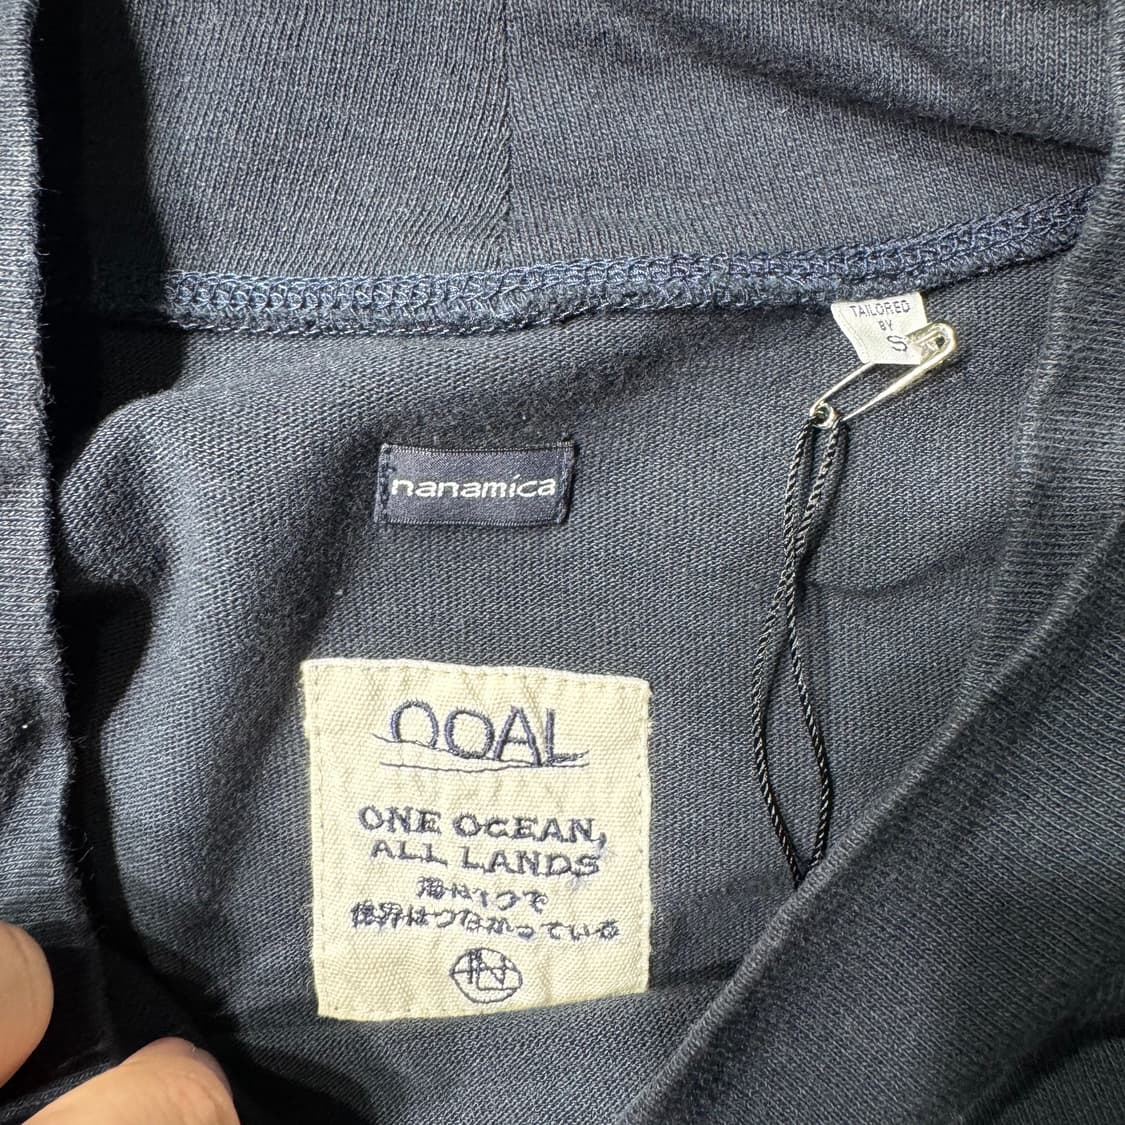 TAILORED
BY
S
nanamica
OOAL
ONE OCEAN,
ALL LANDS
海は1つで
世界はつながっている